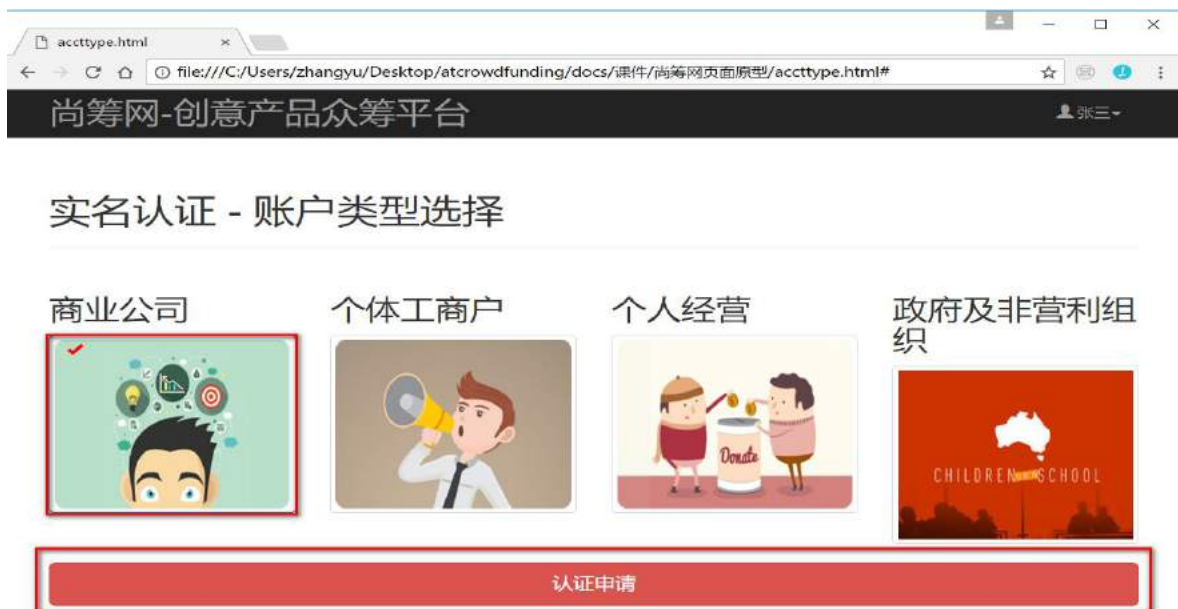 accttype.html
file:///C:/Users/zhangyu/Desktop/atcrowdfunding/docs/课件/尚筹网页面原型/accttype.html#
尚筹网-创意产品众筹平台
张三
实名认证 - 账户类型选择
商业公司
个体工商户
个人经营
政府及非营利组
织
Donate
CHILDREN
SCHOOL
认证申请